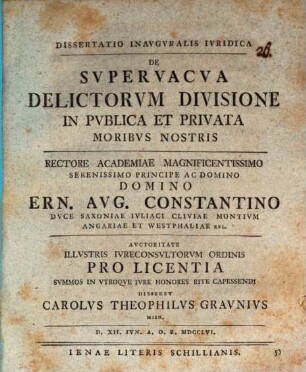 DISSERTATIO INAVGVRALIS IVRIDICA
26.
DE
SVPERVACVA
DELICTORVM DIVISIONE
IN PVBLICA ET PRIVATA
MORIBVS NOSTRIS
RECTORE ACADEMIAE MAGNIFICENTISSIMO
SERENISSIMO PRINCIPE AC DOMINO
DOMINO
ERN. AVG. CONSTANTINO
DVCE SAXONIAE IVLIACI CLIVIAE MONTIVM
ANGARIAE ET WESTPHALIAE REL.
AVCTORITATE
ILLVSTRIS IVRECONSVLTORVM ORDINIS
PRO LICENTIA
SVMMOS IN VTROQVE IVRE HONORES RITE CAPESSENDI
DISSERET
CAROLVS THEOPHILVS GRAVNIVS
D. XII. IVN. A. O. R. MDCCLVI.
IENAE LITERIS SCHILLIANIS.